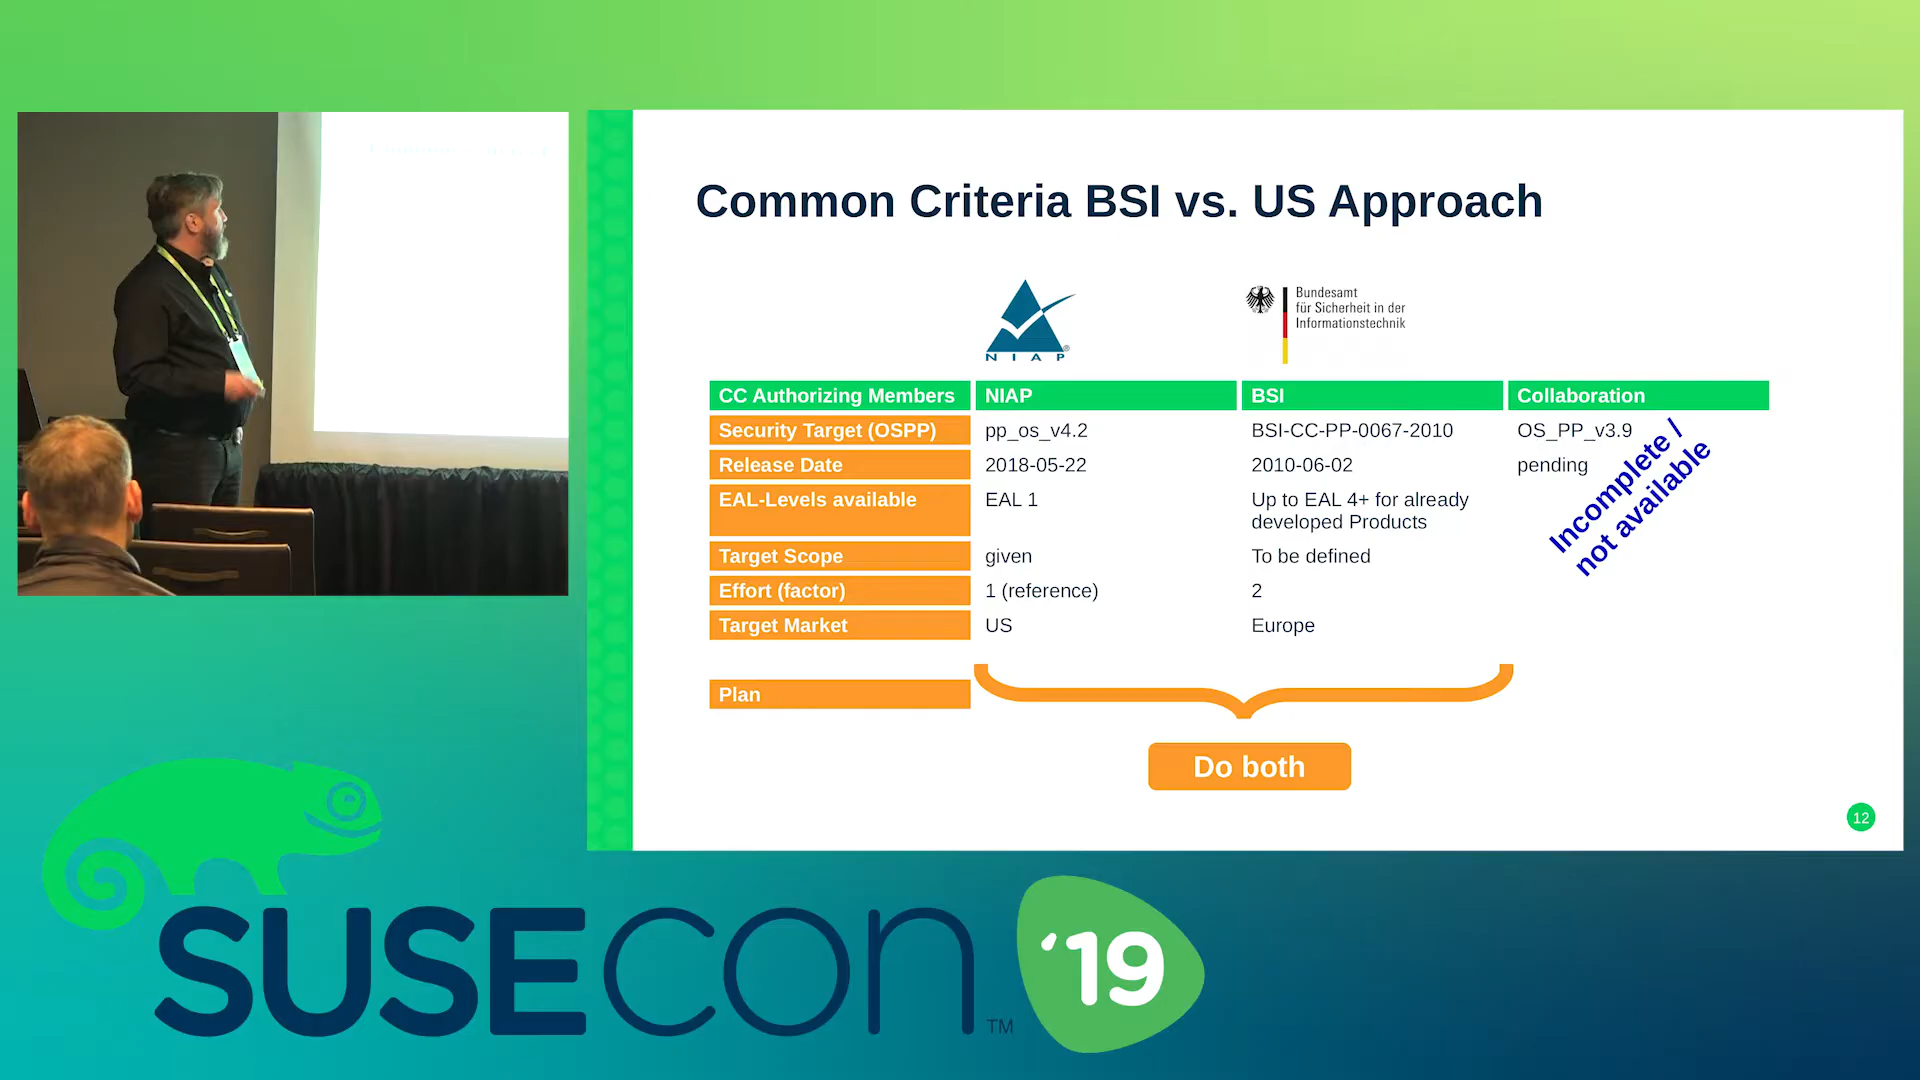 Common Criteria BSI vs. US Approach
NIAP®
Bundesamt
für Sicherheit in der
Informationstechnik
CC Authorizing Members NIAP BSI Collaboration
Security Target (OSPP) pp_os_v4.2 BSI-CC-PP-0067-2010 OS_PP_v3.9
Release Date 2018-05-22 2010-06-02 pending
EAL-Levels available EAL 1 Up to EAL 4+ for already
developed Products
Target Scope given To be defined
Effort (factor) 1 (reference) 2
Target Market US Europe
Incomplete /
not available
Plan
Do both
12
SUSECON™ '19